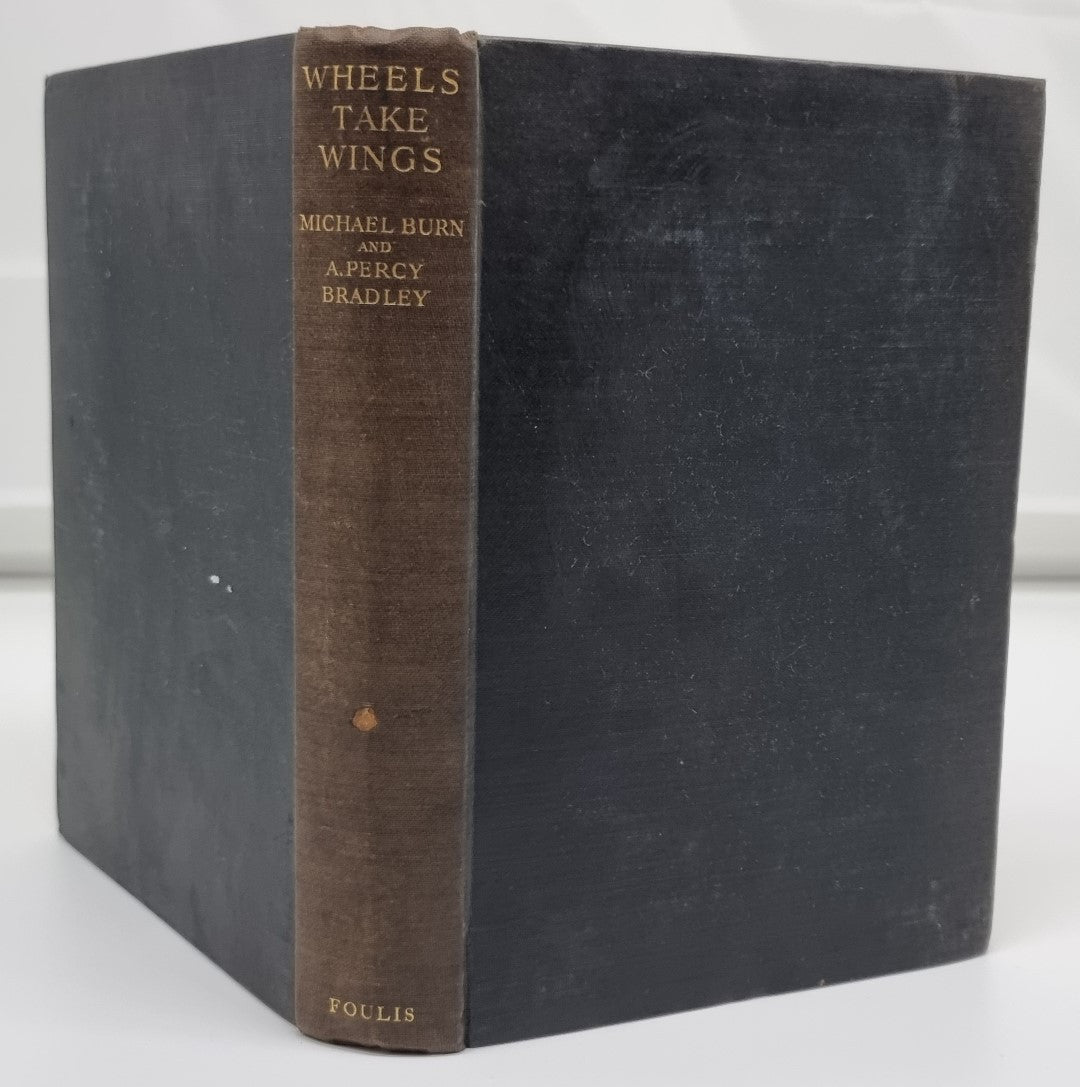 WHEELS
TAKE
WINGS
MICHAEL BURN
AND
A.PERCY
BRADLEY
FOULIS